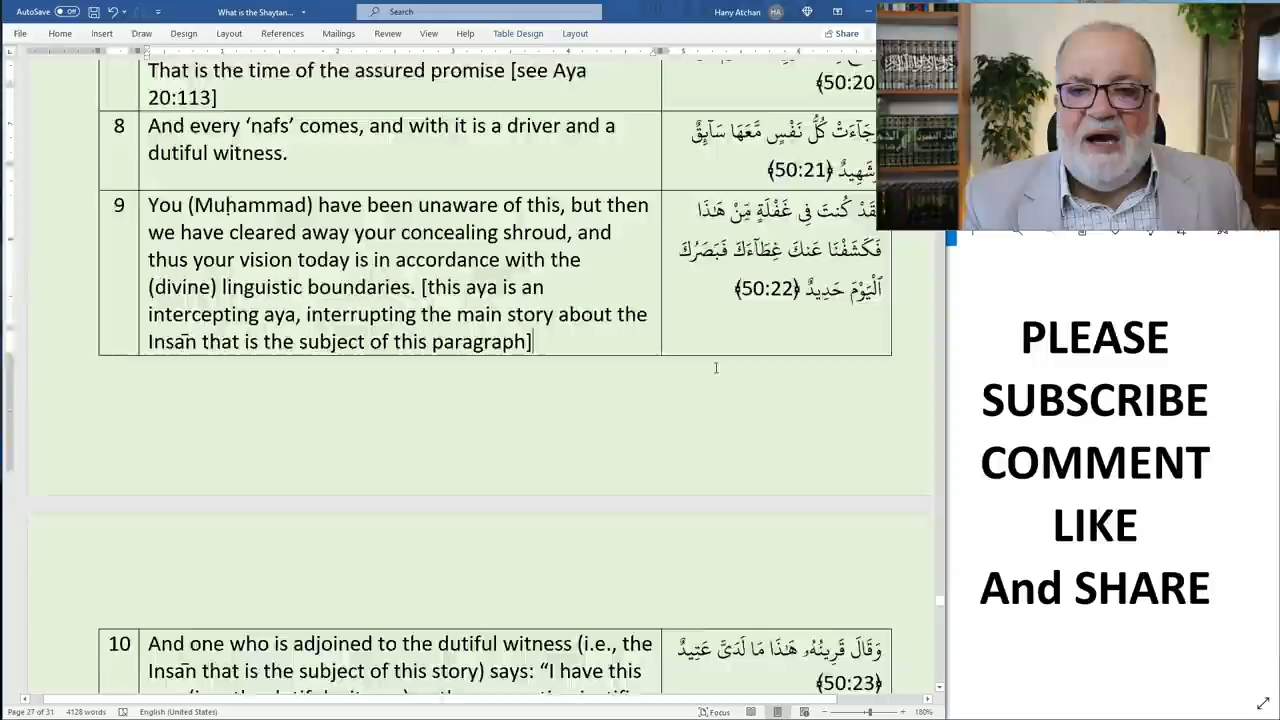 AutoSave Off
What is the Shaytan...
Search
Hany Atchan HA
File Home Insert Draw Design Layout References Mailings Review View Help Table Design Layout
Share
That is the time of the assured promise [see Aya
20:113]
﴿50:20
8 And every ‘nafs’ comes, and with it is a driver and a
dutiful witness.
وَجَآءَتْ كُلُّ نَفْسٍ مَّعَهَا سَآئِقٌ
وَشَهِيدٌ ﴿50:21﴾
9 You (Muḥammad) have been unaware of this, but then
we have cleared away your concealing shroud, and
thus your vision today is in accordance with the
(divine) linguistic boundaries. [this aya is an
intercepting aya, interrupting the main story about the
Insān that is the subject of this paragraph]
لَقَدْ كُنتَ فِى غَفْلَةٍ مِّنْ هَٰذَا
فَكَشَفْنَا عَنكَ غِطَآءَكَ فَبَصَرُكَ
ٱلْيَوْمَ حَدِيدٌ ﴿50:22﴾
10 And one who is adjoined to the dutiful witness (i.e., the
Insān that is the subject of this story) says: “I have this
وَقَالَ قَرِينُهُۥ هَٰذَا مَا لَدَىَّ عَتِيدٌ
﴿50:23﴾
PLEASE
SUBSCRIBE
COMMENT
LIKE
And SHARE
Page 27 of 31 4128 words English (United States)
Focus
180%